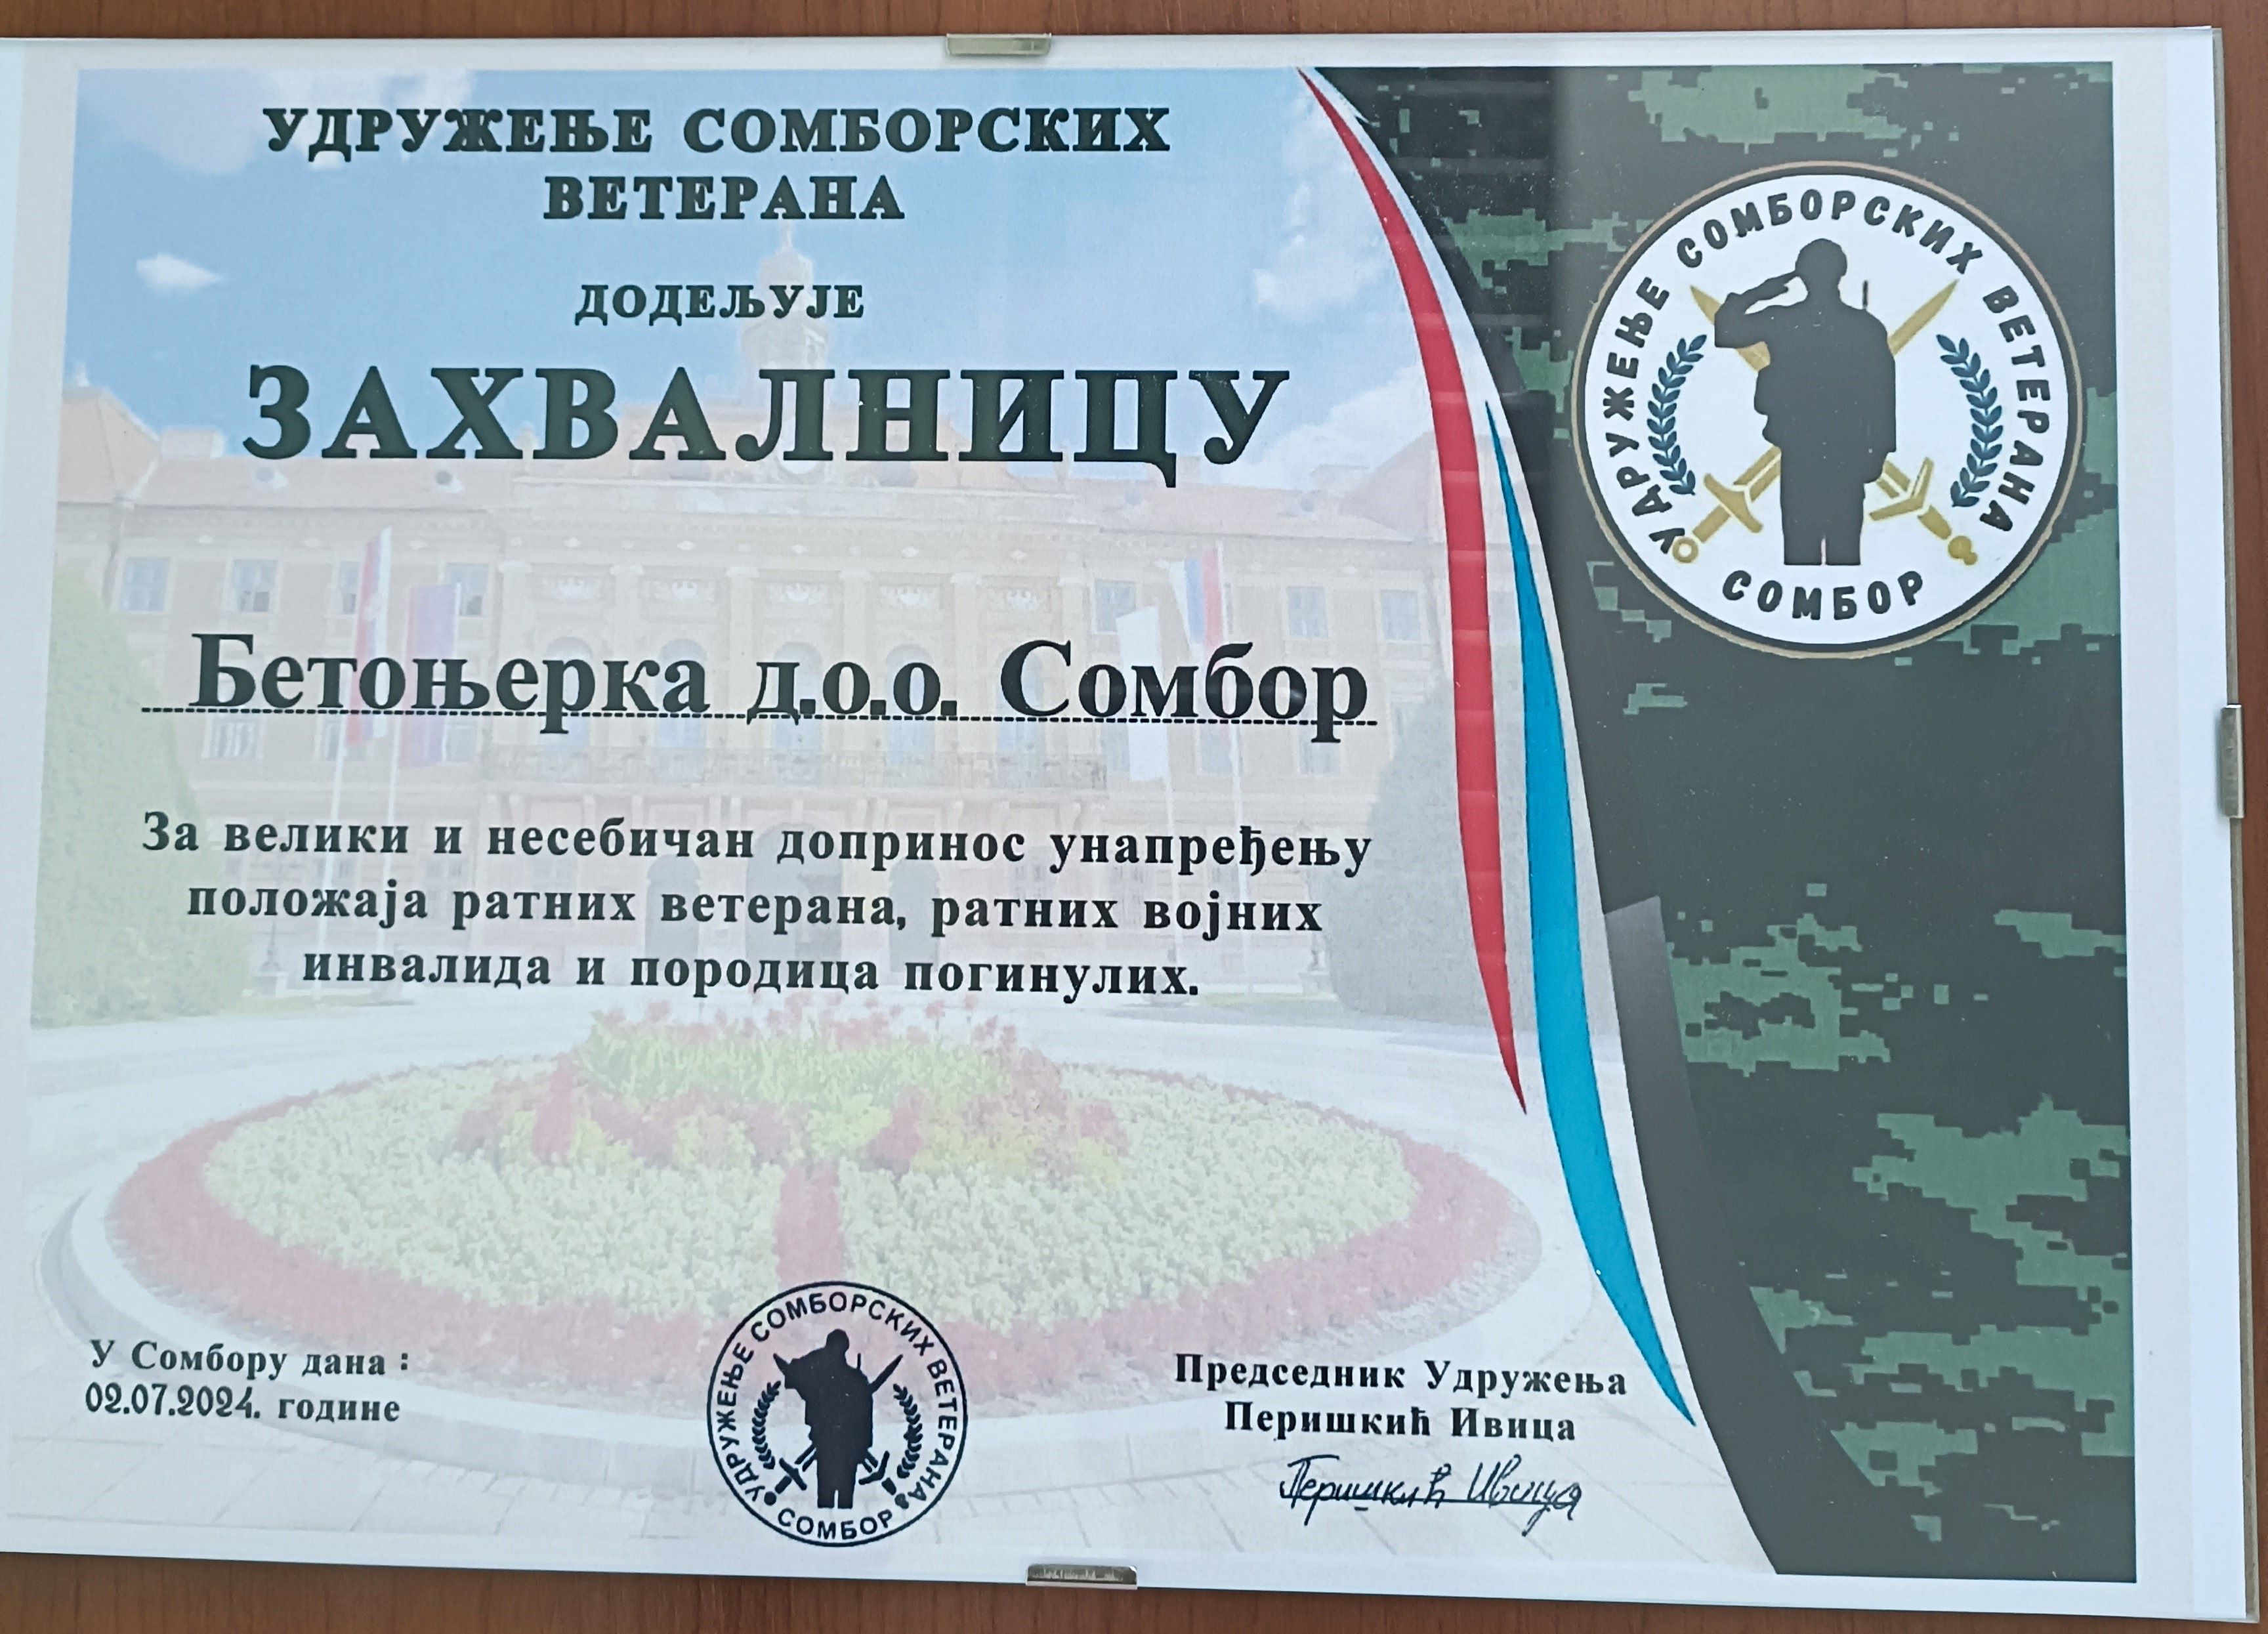 УДРУЖЕЊЕ СОМБОРСКИХ
ВЕТЕРАНА
ДОДЕЉУЈЕ
ЗАХВАЛНИЦУ
Бетоњерка д.о.о. Сомбор
За велики и несебичан допринос унапређењу
положаја ратних ветерана, ратних војних
инвалида и породица погинулих.
У Сомбору дана :
02.07.2024. године
Председник Удружења
Перишкић Ивица
Перишкић Ивица
УДРУЖЕЊЕ СОМБОРСКИХ ВЕТЕРАНА
СОМБОР
УДРУЖЕЊЕ СОМБОРСКИХ ВЕТЕРАНА
СОМБОР